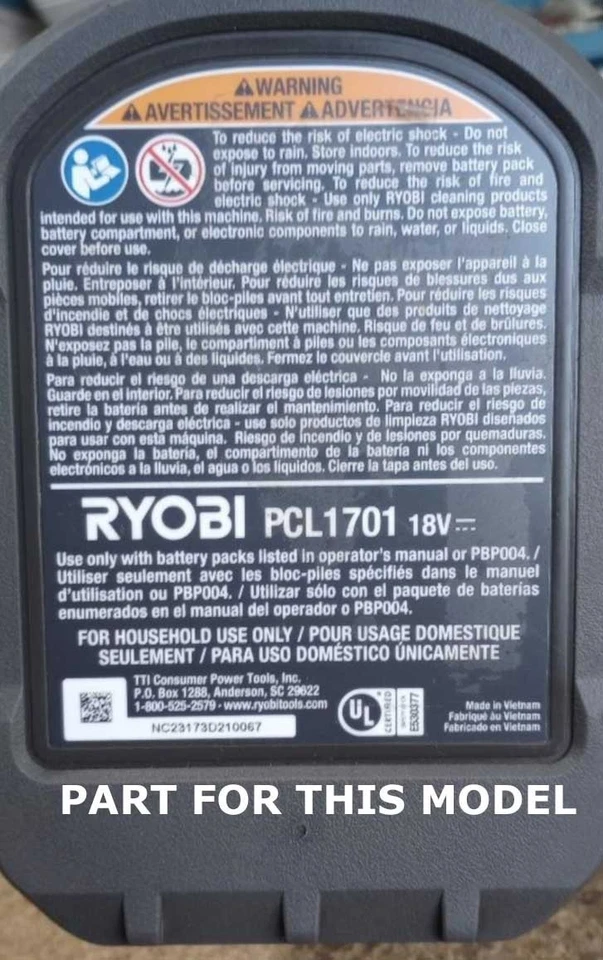 WARNING
AVERTISSEMENT ADVERTENCIA
To reduce the risk of electric shock - Do not
expose to rain. Store indoors. To reduce the risk
of injury from moving parts, remove battery pack
before servicing. To reduce the risk of fire and
electric shock - Use only RYOBI cleaning products
intended for use with this machine. Risk of fire and burns. Do not expose battery,
battery compartment, or electronic components to rain, water, or liquids. Close
cover before use.
Pour réduire le risque de décharge électrique - Ne pas exposer l'appareil à la
pluie. Entreposer à l'intérieur. Pour réduire les risques de blessures dus aux
pièces mobiles, retirer le bloc-piles avant tout entretien. Pour réduire les risques
d'incendie et de chocs électriques - N'utiliser que des produits de nettoyage
RYOBI destinés à être utilisés avec cette machine. Risque de feu et de brûlures.
N'exposez pas la pile, le compartiment à piles ou les composants électroniques
à la pluie, à l'eau ou à des liquides. Fermez le couvercle avant l'utilisation.
Para reducir el riesgo de una descarga eléctrica - No la exponga a la lluvia.
Guarde en el interior. Para reducir el riesgo de lesiones por movilidad de las piezas,
retire la batería antes de realizar el mantenimiento. Para reducir el riesgo de
incendio y descarga eléctrica - use solo productos de limpieza RYOBI diseñados
para usar con esta máquina. Riesgo de incendio y de lesiones por quemaduras.
No exponga la batería, el compartimento de la batería ni los componentes
electrónicos a la lluvia, el agua o los líquidos. Cierre la tapa antes del uso.
RYOBI PCL1701 18V
Use only with battery packs listed in operator's manual or PBP004. /
Utiliser seulement avec les bloc-piles spécifiés dans le manuel
d'utilisation ou PBP004. / Utilizar sólo con el paquete de baterías
enumerados en el manual del operador o PBP004.
FOR HOUSEHOLD USE ONLY / POUR USAGE DOMESTIQUE
SEULEMENT / PARA USO DOMÉSTICO ÚNICAMENTE
TTI Consumer Power Tools, Inc.
P.O. Box 1288, Anderson, SC 29622
1-800-525-2579 · www.ryobitools.com
NC23173D210067
UL
CERTIFIED
E530377
Made in Vietnam
Fabriqué au Vietnam
Fabricado en Vietnam
PART FOR THIS MODEL